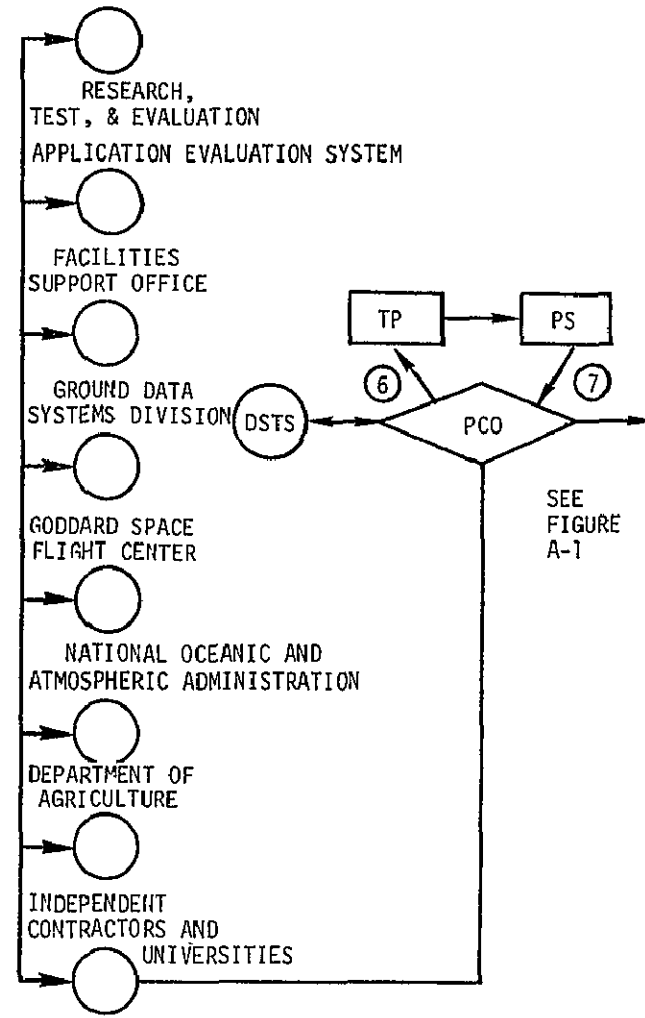 RESEARCH,
TEST, & EVALUATION
APPLICATION EVALUATION SYSTEM
FACILITIES
SUPPORT OFFICE
TP
PS
6
7
GROUND DATA
SYSTEMS DIVISION
DSTS
PCO
SEE
FIGURE
A-1
GODDARD SPACE
FLIGHT CENTER
NATIONAL OCEANIC AND
ATMOSPHERIC ADMINISTRATION
DEPARTMENT OF
AGRICULTURE
INDEPENDENT
CONTRACTORS AND
UNIVERSITIES